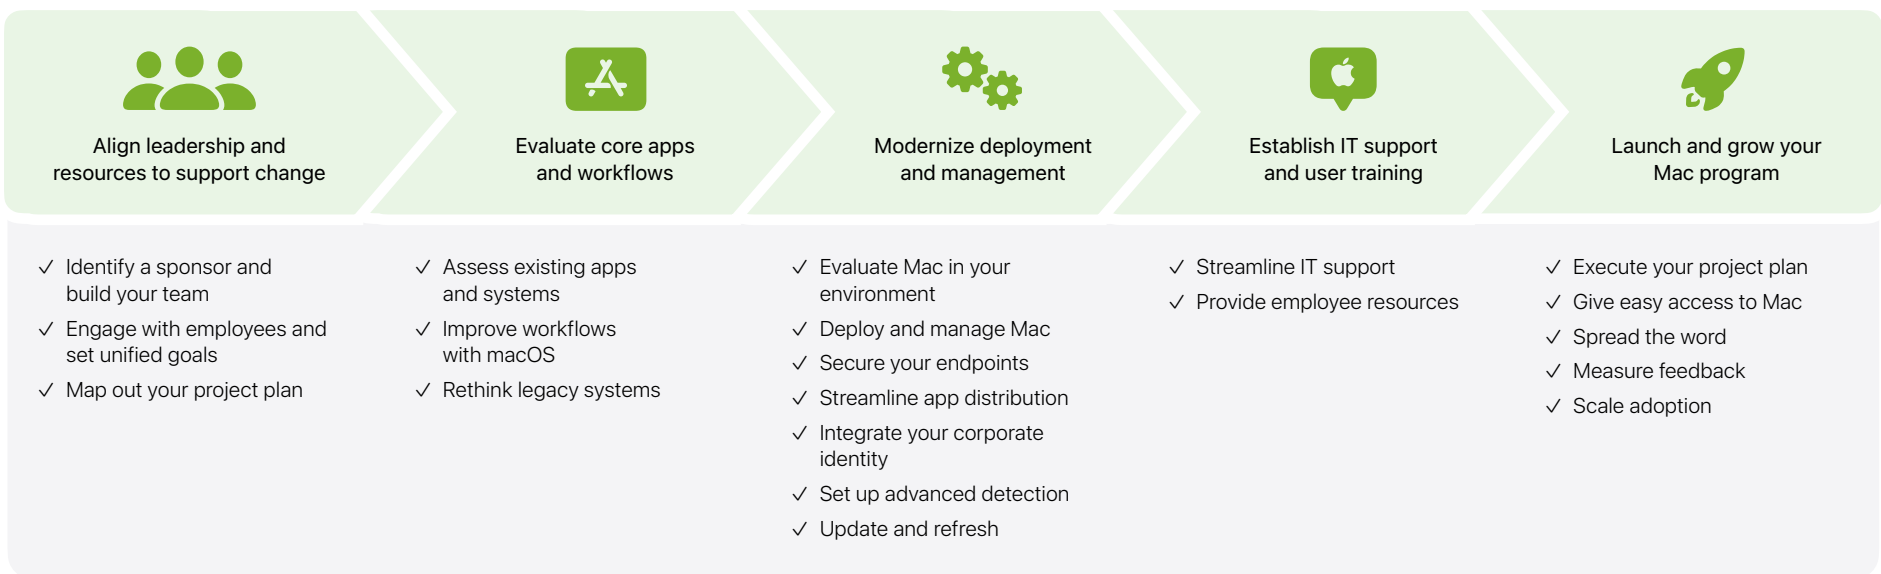 Align leadership and
resources to support change
Evaluate core apps
and workflows
Modernize deployment
and management
Establish IT support
and user training
Launch and grow your
Mac program
✓ Identify a sponsor and
build your team
✓ Engage with employees and
set unified goals
✓ Map out your project plan
✓ Assess existing apps
and systems
✓ Improve workflows
with macOS
✓ Rethink legacy systems
✓ Evaluate Mac in your
environment
✓ Deploy and manage Mac
✓ Secure your endpoints
✓ Streamline app distribution
✓ Integrate your corporate
identity
✓ Set up advanced detection
✓ Update and refresh
✓ Streamline IT support
✓ Provide employee resources
✓ Execute your project plan
✓ Give easy access to Mac
✓ Spread the word
✓ Measure feedback
✓ Scale adoption